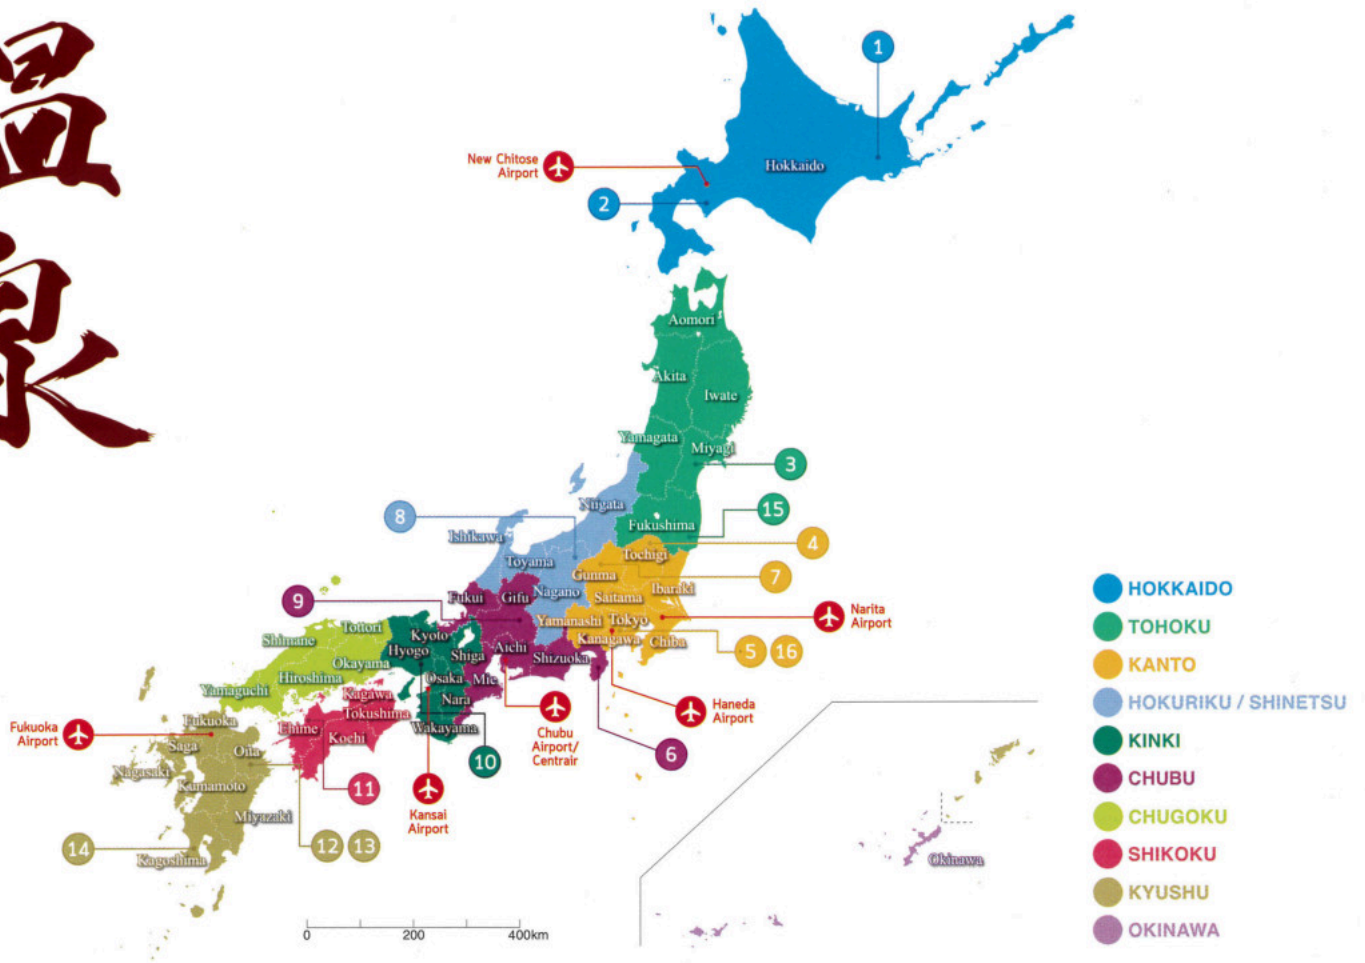 温
泉
1
New Chitose
Airport
Hokkaido
2
Aomori
Akita
Iwate
Yamagata
Miyagi
3
Niigata
15
8
Fukushima
Ishikawa
4
Tochigi
Toyama
7
Gunma
HOKKAIDO
Ibaraki
Nagano
9
Fukui
Gifu
Saitama
Narita
Airport
TOHOKU
Yamanashi
Tokyo
Tottori
Kyoto
Kanagawa
Chiba
Shimane
Hyogo
Shiga
Aichi
Shizuoka
5
16
KANTO
Okayama
Hiroshima
Osaka
Mie
Yamaguchi
Kagawa
Nara
HOKURIKU / SHINETSU
Haneda
Airport
Fukuoka
Tokushima
Fukuoka
Airport
Ehime
Wakayama
Chubu
Airport/
Centrair
Kochi
Saga
Oita
6
KINKI
10
Nagasaki
Kumamoto
11
CHUBU
Kansai
Airport
Miyazaki
CHUGOKU
14
Kagoshima
12
13
SHIKOKU
Okinawa
KYUSHU
OKINAWA
0
200
400km